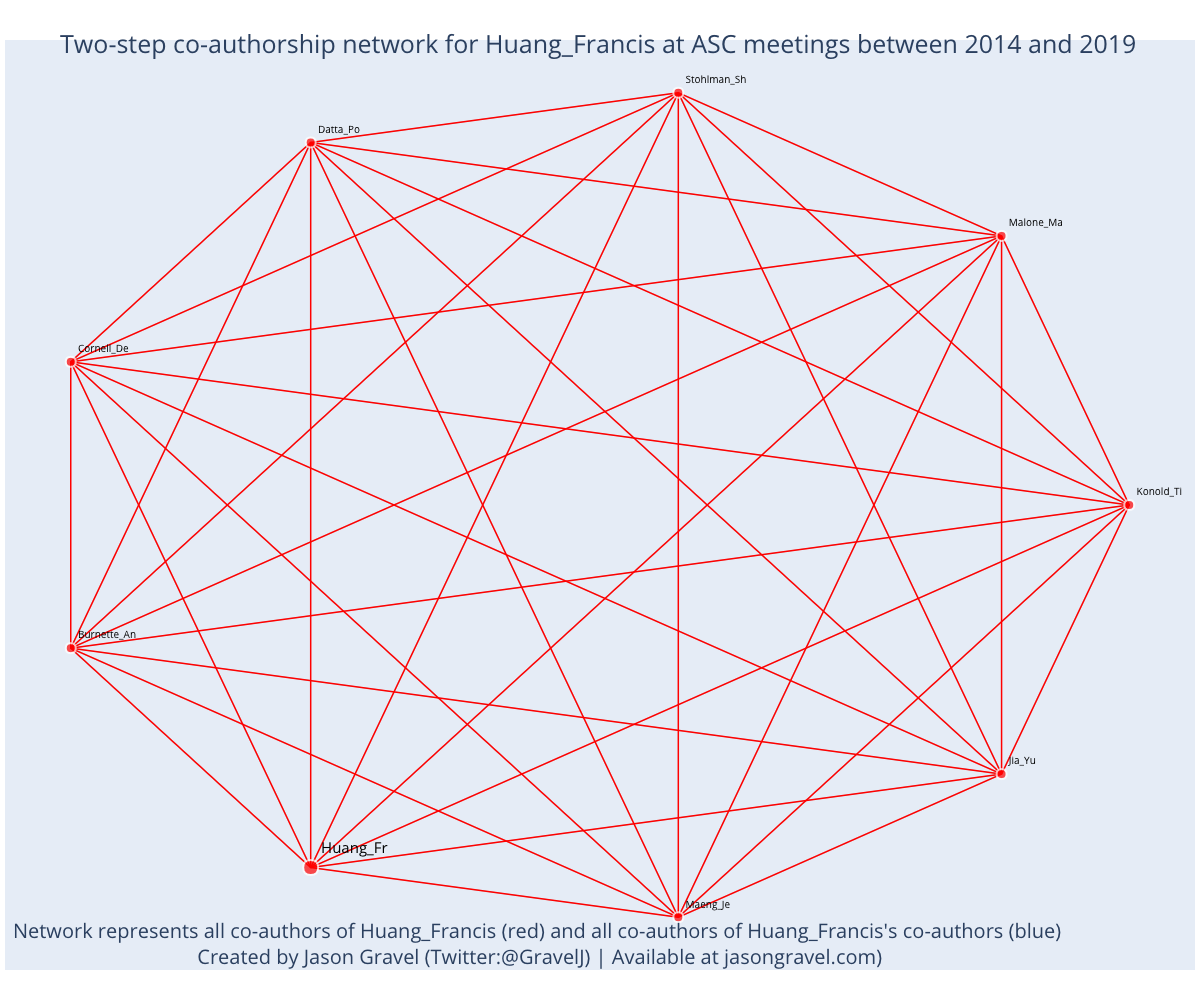 Two-step co-authorship network for Huang_Francis at ASC meetings between 2014 and 2019
Stohlman_Sh
Datta_Po
Malone_Ma
Cornell_De
Konold_Ti
Burnette_An
Jia_Yu
Huang_Fr
Maeng_Je
Network represents all co-authors of Huang_Francis (red) and all co-authors of Huang_Francis's co-authors (blue)
Created by Jason Gravel (Twitter:@GravelJ) | Available at jasongravel.com)